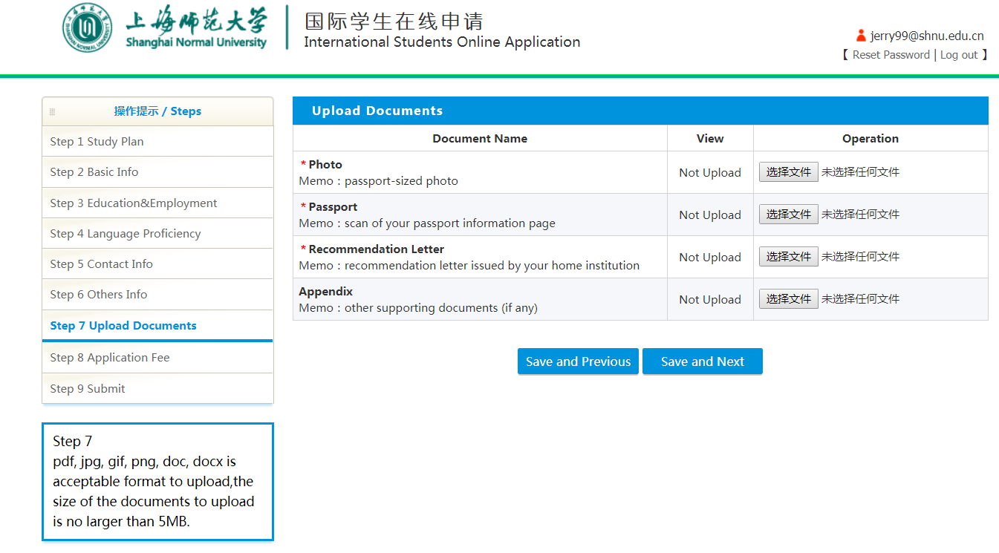 上海师范大学
Shanghai Normal University
国际学生在线申请
International Students Online Application
jerry99@shnu.edu.cn
【 Reset Password | Log out 】
操作提示 / Steps
Step 1 Study Plan
Step 2 Basic Info
Step 3 Education&Employment
Step 4 Language Proficiency
Step 5 Contact Info
Step 6 Others Info
Step 7 Upload Documents
Step 8 Application Fee
Step 9 Submit
Step 7
pdf, jpg, gif, png, doc, docx is
acceptable format to upload,the
size of the documents to upload
is no larger than 5MB.
Upload Documents
Document Name View Operation
* Photo
Memo：passport-sized photo
Not Upload 选择文件 未选择任何文件
* Passport
Memo：scan of your passport information page
Not Upload 选择文件 未选择任何文件
* Recommendation Letter
Memo：recommendation letter issued by your home institution
Not Upload 选择文件 未选择任何文件
Appendix
Memo：other supporting documents (if any)
Not Upload 选择文件 未选择任何文件
Save and Previous Save and Next